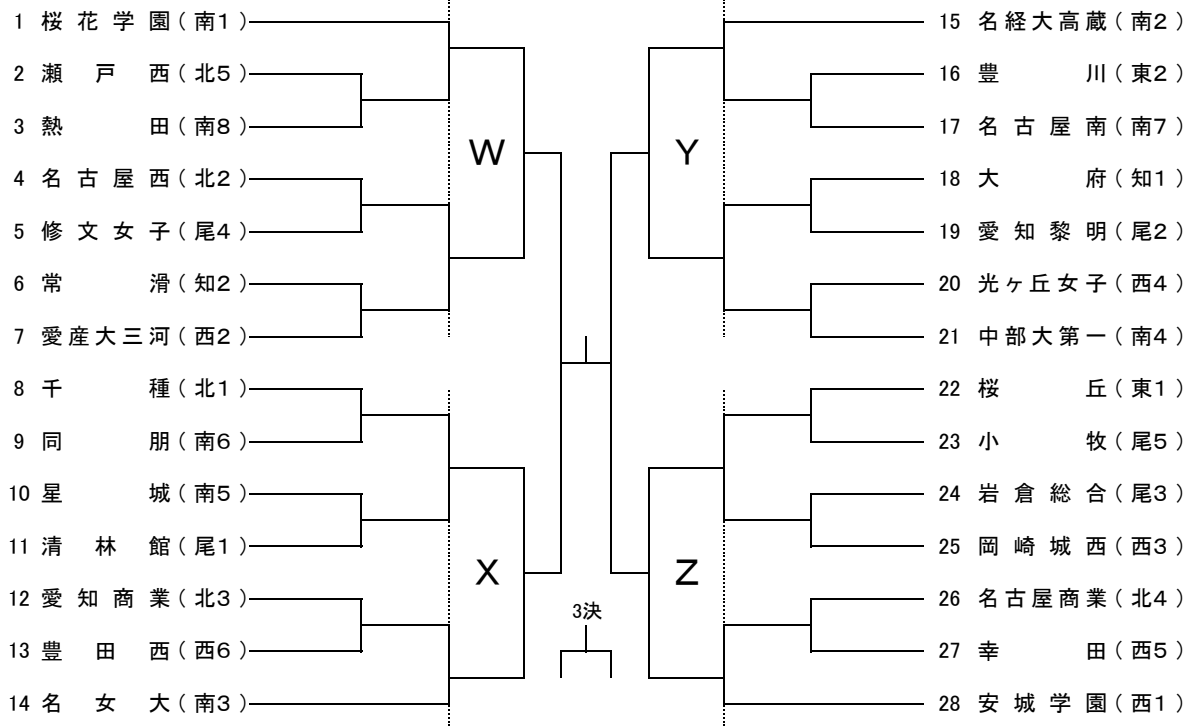 1 桜花学園(南1)
2 瀬戸西(北5)
3 熱田(南8)
4 名古屋西(北2)
5 修文女子(尾4)
6 常滑(知2)
7 愛産大三河(西2)
8 千種(北1)
9 同朋(南6)
10 星城(南5)
11 清林館(尾1)
12 愛知商業(北3)
13 豊田西(西6)
14 名女大(南3)
W
X
3決
Y
Z
15 名経大高蔵(南2)
16 豊川(東2)
17 名古屋南(南7)
18 大府(知1)
19 愛知黎明(尾2)
20 光ヶ丘女子(西4)
21 中部大第一(南4)
22 桜丘(東1)
23 小牧(尾5)
24 岩倉総合(尾3)
25 岡崎城西(西3)
26 名古屋商業(北4)
27 幸田(西5)
28 安城学園(西1)